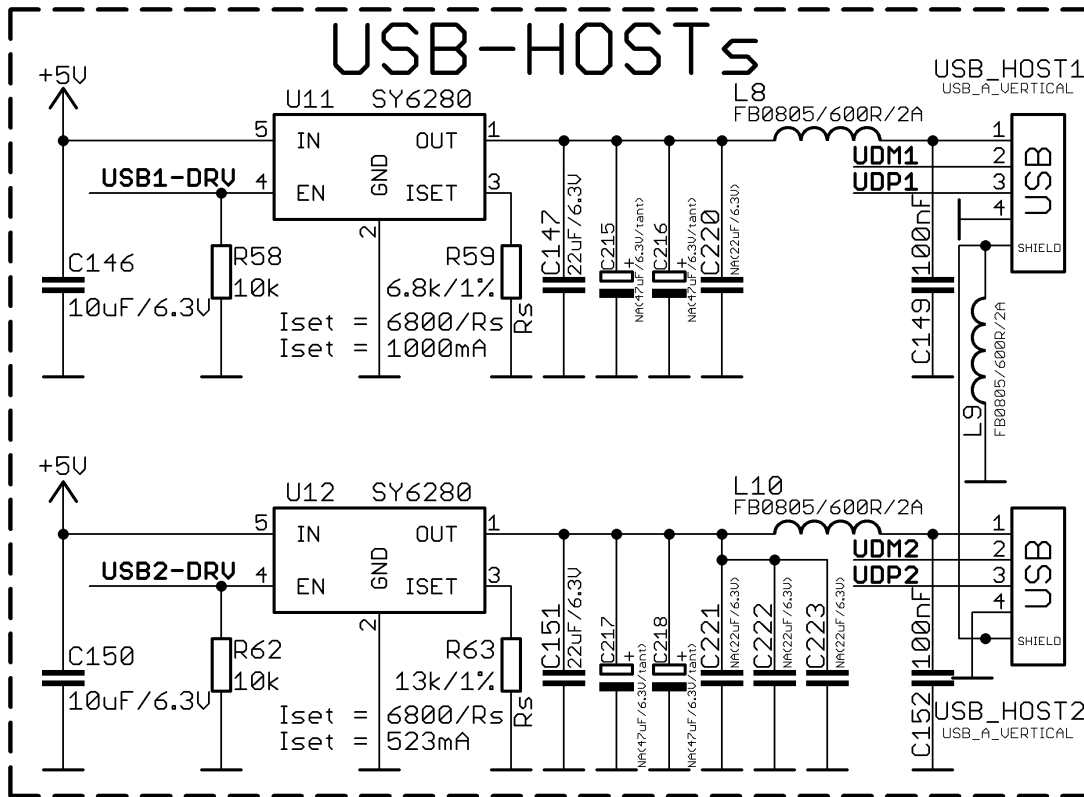 USB-HOSTs
+5V
U11 SY6280
L8
FB0805/600R/2A
USB_HOST1
USB_A_VERTICAL
5 IN OUT 1
USB1-DRV 4 EN GND ISET 3
2
UDM1
UDP1
1
2
3
4
USB
SHIELD
C146
10uF/6.3V
R58
10k
R59
6.8k/1%
Rs
Iset = 6800/Rs
Iset = 1000mA
C147
22uF/6.3V
C215
NA(47uF/6.3V/tant)
+
C216
NA(47uF/6.3V/tant)
+
C220
NA(22uF/6.3V)
C149
100nF
L9
FB0805/600R/2A
+5V
U12 SY6280
L10
FB0805/600R/2A
5 IN OUT 1
USB2-DRV 4 EN GND ISET 3
2
UDM2
UDP2
1
2
3
4
USB
SHIELD
C150
10uF/6.3V
R62
10k
R63
13k/1%
Rs
Iset = 6800/Rs
Iset = 523mA
C151
22uF/6.3V
C217
NA(47uF/6.3V/tant)
+
C218
NA(47uF/6.3V/tant)
+
C221
NA(22uF/6.3V)
C222
NA(22uF/6.3V)
C223
NA(22uF/6.3V)
C152
100nF
USB_HOST2
USB_A_VERTICAL